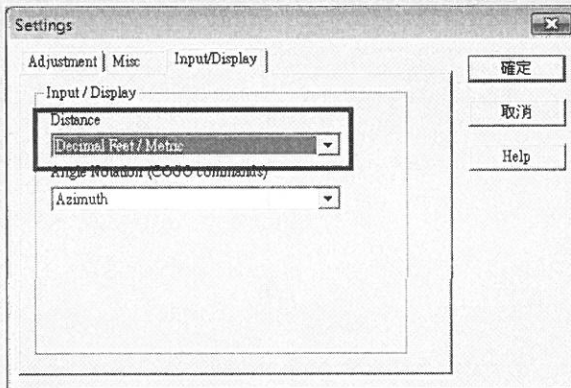 Settings
Adjustment Misc Input/Display
Input / Display
Distance
Decimal Feet / Metric
Angle Notation (COGO commands)
Azimuth
確定
取消
Help